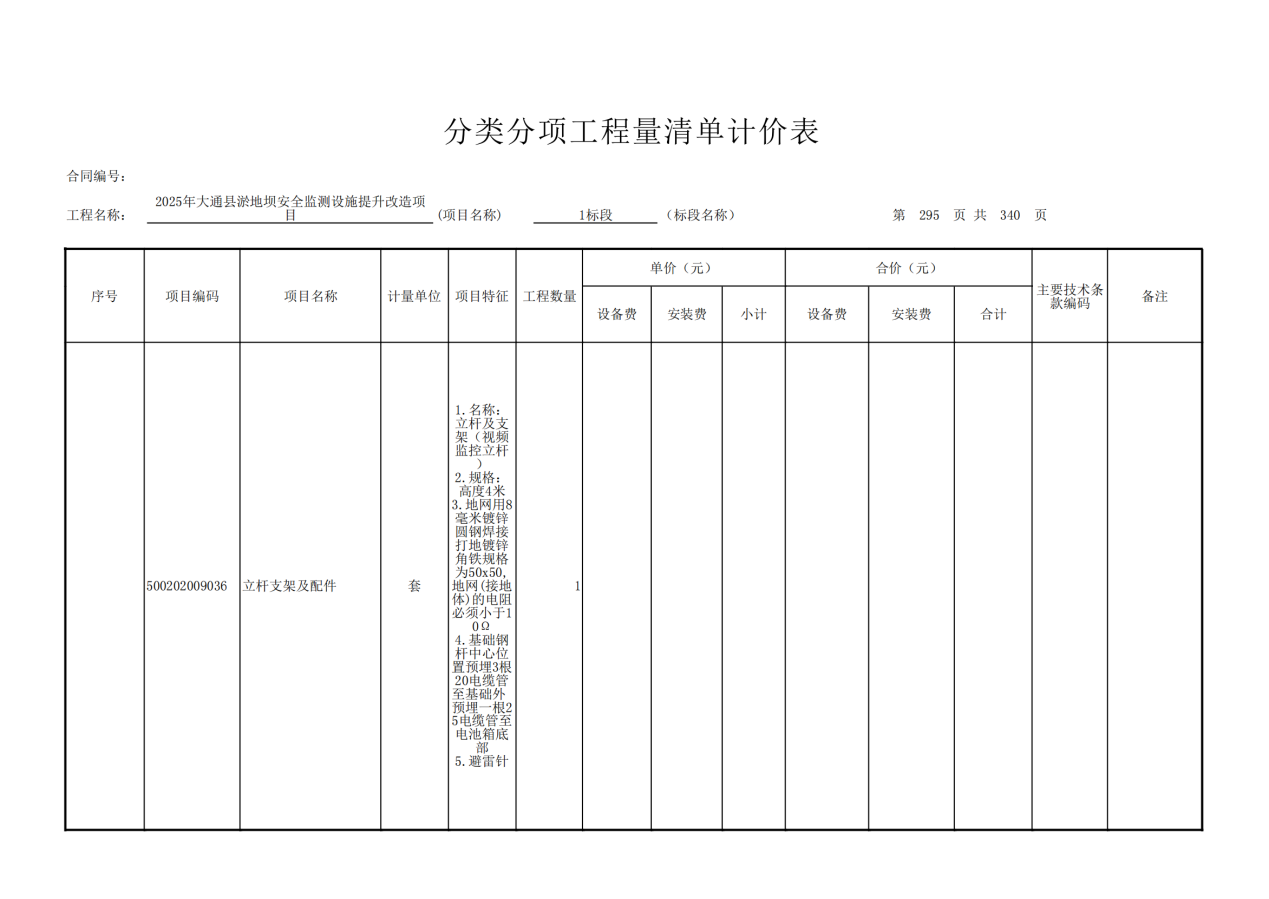 分类分项工程量清单计价表
合同编号:
2025年大通县淤地坝安全监测设施提升改造项
工程名称: 目 (项目名称) 1标段 (标段名称) 第 295 页 共 340 页
单价(元) 合价(元)
序号 项目编码 项目名称 计量单位 项目特征 工程数量 设备费 安装费 小计 设备费 安装费 合计 主要技术条
款编码 备注
1.名称:
立杆及支
架(视频
监控立杆
)
2.规格:
高度4米
3.地网用8
毫米镀锌
圆钢焊接
打地镀锌
角铁规格
为50x50,
500202009036 立杆支架及配件 套 地网(接地 1
体)的电阻
必须小于1
0Ω
4.基础钢
杆中心位
置预埋3根
20电缆管
至基础外
预埋一根2
5电缆管至
电池箱底
部
5.避雷针